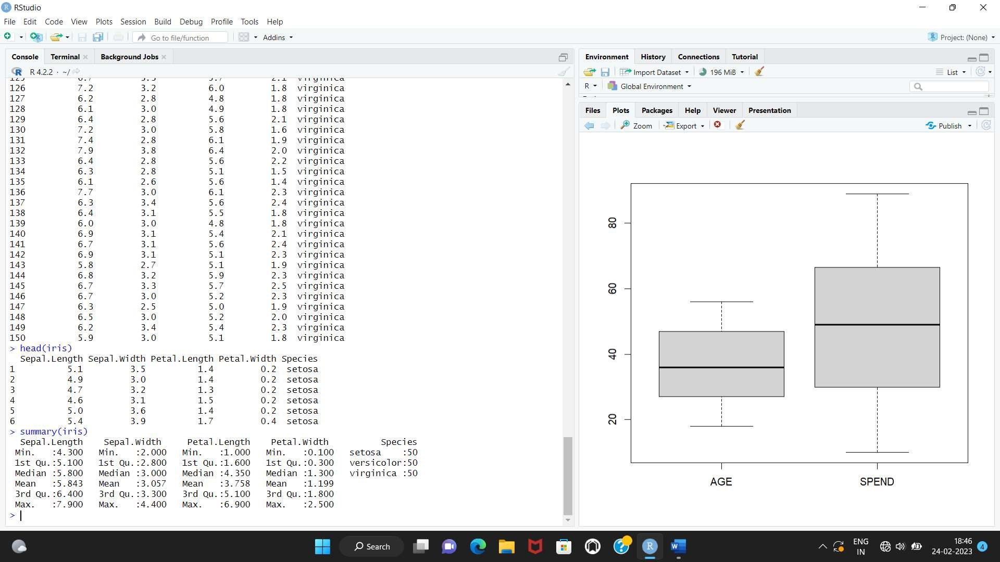 RStudio
File Edit Code View Plots Session Build Debug Profile Tools Help
Go to file/function Addins Project: (None)
Console Terminal Background Jobs
R 4.2.2 · ~/
125 6.7 3.3 5.7 2.1 virginica
126 7.2 3.2 6.0 1.8 virginica
127 6.2 2.8 4.8 1.8 virginica
128 6.1 3.0 4.9 1.8 virginica
129 6.4 2.8 5.6 2.1 virginica
130 7.2 3.0 5.8 1.6 virginica
131 7.4 2.8 6.1 1.9 virginica
132 7.9 3.8 6.4 2.0 virginica
133 6.4 2.8 5.6 2.2 virginica
134 6.3 2.8 5.1 1.5 virginica
135 6.1 2.6 5.6 1.4 virginica
136 7.7 3.0 6.1 2.3 virginica
137 6.3 3.4 5.6 2.4 virginica
138 6.4 3.1 5.5 1.8 virginica
139 6.0 3.0 4.8 1.8 virginica
140 6.9 3.1 5.4 2.1 virginica
141 6.7 3.1 5.6 2.4 virginica
142 6.9 3.1 5.1 2.3 virginica
143 5.8 2.7 5.1 1.9 virginica
144 6.8 3.2 5.9 2.3 virginica
145 6.7 3.3 5.7 2.5 virginica
146 6.7 3.0 5.2 2.3 virginica
147 6.3 2.5 5.0 1.9 virginica
148 6.5 3.0 5.2 2.0 virginica
149 6.2 3.4 5.4 2.3 virginica
150 5.9 3.0 5.1 1.8 virginica
> head(iris)
Sepal.Length Sepal.Width Petal.Length Petal.Width Species
1 5.1 3.5 1.4 0.2 setosa
2 4.9 3.0 1.4 0.2 setosa
3 4.7 3.2 1.3 0.2 setosa
4 4.6 3.1 1.5 0.2 setosa
5 5.0 3.6 1.4 0.2 setosa
6 5.4 3.9 1.7 0.4 setosa
> summary(iris)
Sepal.Length Sepal.Width Petal.Length Petal.Width Species
Min. :4.300 Min. :2.000 Min. :1.000 Min. :0.100 setosa :50
1st Qu.:5.100 1st Qu.:2.800 1st Qu.:1.600 1st Qu.:0.300 versicolor:50
Median :5.800 Median :3.000 Median :4.350 Median :1.300 virginica :50
Mean :5.843 Mean :3.057 Mean :3.758 Mean :1.199
3rd Qu.:6.400 3rd Qu.:3.300 3rd Qu.:5.100 3rd Qu.:1.800
Max. :7.900 Max. :4.400 Max. :6.900 Max. :2.500
>
Environment History Connections Tutorial
Import Dataset 196 MiB List
R Global Environment
Files Plots Packages Help Viewer Presentation
Zoom Export Publish
80
60
40
20
AGE SPEND
Search
ENG
IN
18:46
24-02-2023
4